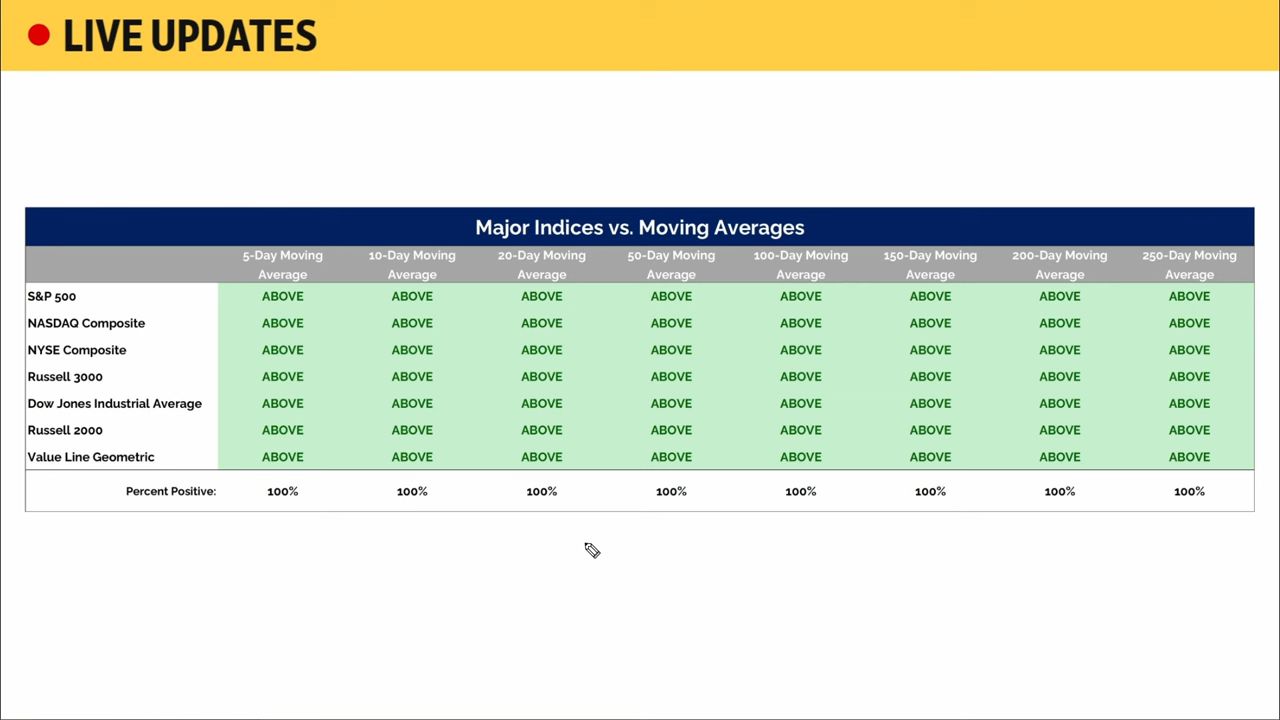 LIVE UPDATES
Major Indices vs. Moving Averages
5-Day Moving Average 10-Day Moving Average 20-Day Moving Average 50-Day Moving Average 100-Day Moving Average 150-Day Moving Average 200-Day Moving Average 250-Day Moving Average
S&P 500 ABOVE ABOVE ABOVE ABOVE ABOVE ABOVE ABOVE ABOVE
NASDAQ Composite ABOVE ABOVE ABOVE ABOVE ABOVE ABOVE ABOVE ABOVE
NYSE Composite ABOVE ABOVE ABOVE ABOVE ABOVE ABOVE ABOVE ABOVE
Russell 3000 ABOVE ABOVE ABOVE ABOVE ABOVE ABOVE ABOVE ABOVE
Dow Jones Industrial Average ABOVE ABOVE ABOVE ABOVE ABOVE ABOVE ABOVE ABOVE
Russell 2000 ABOVE ABOVE ABOVE ABOVE ABOVE ABOVE ABOVE ABOVE
Value Line Geometric ABOVE ABOVE ABOVE ABOVE ABOVE ABOVE ABOVE ABOVE
Percent Positive: 100% 100% 100% 100% 100% 100% 100% 100%